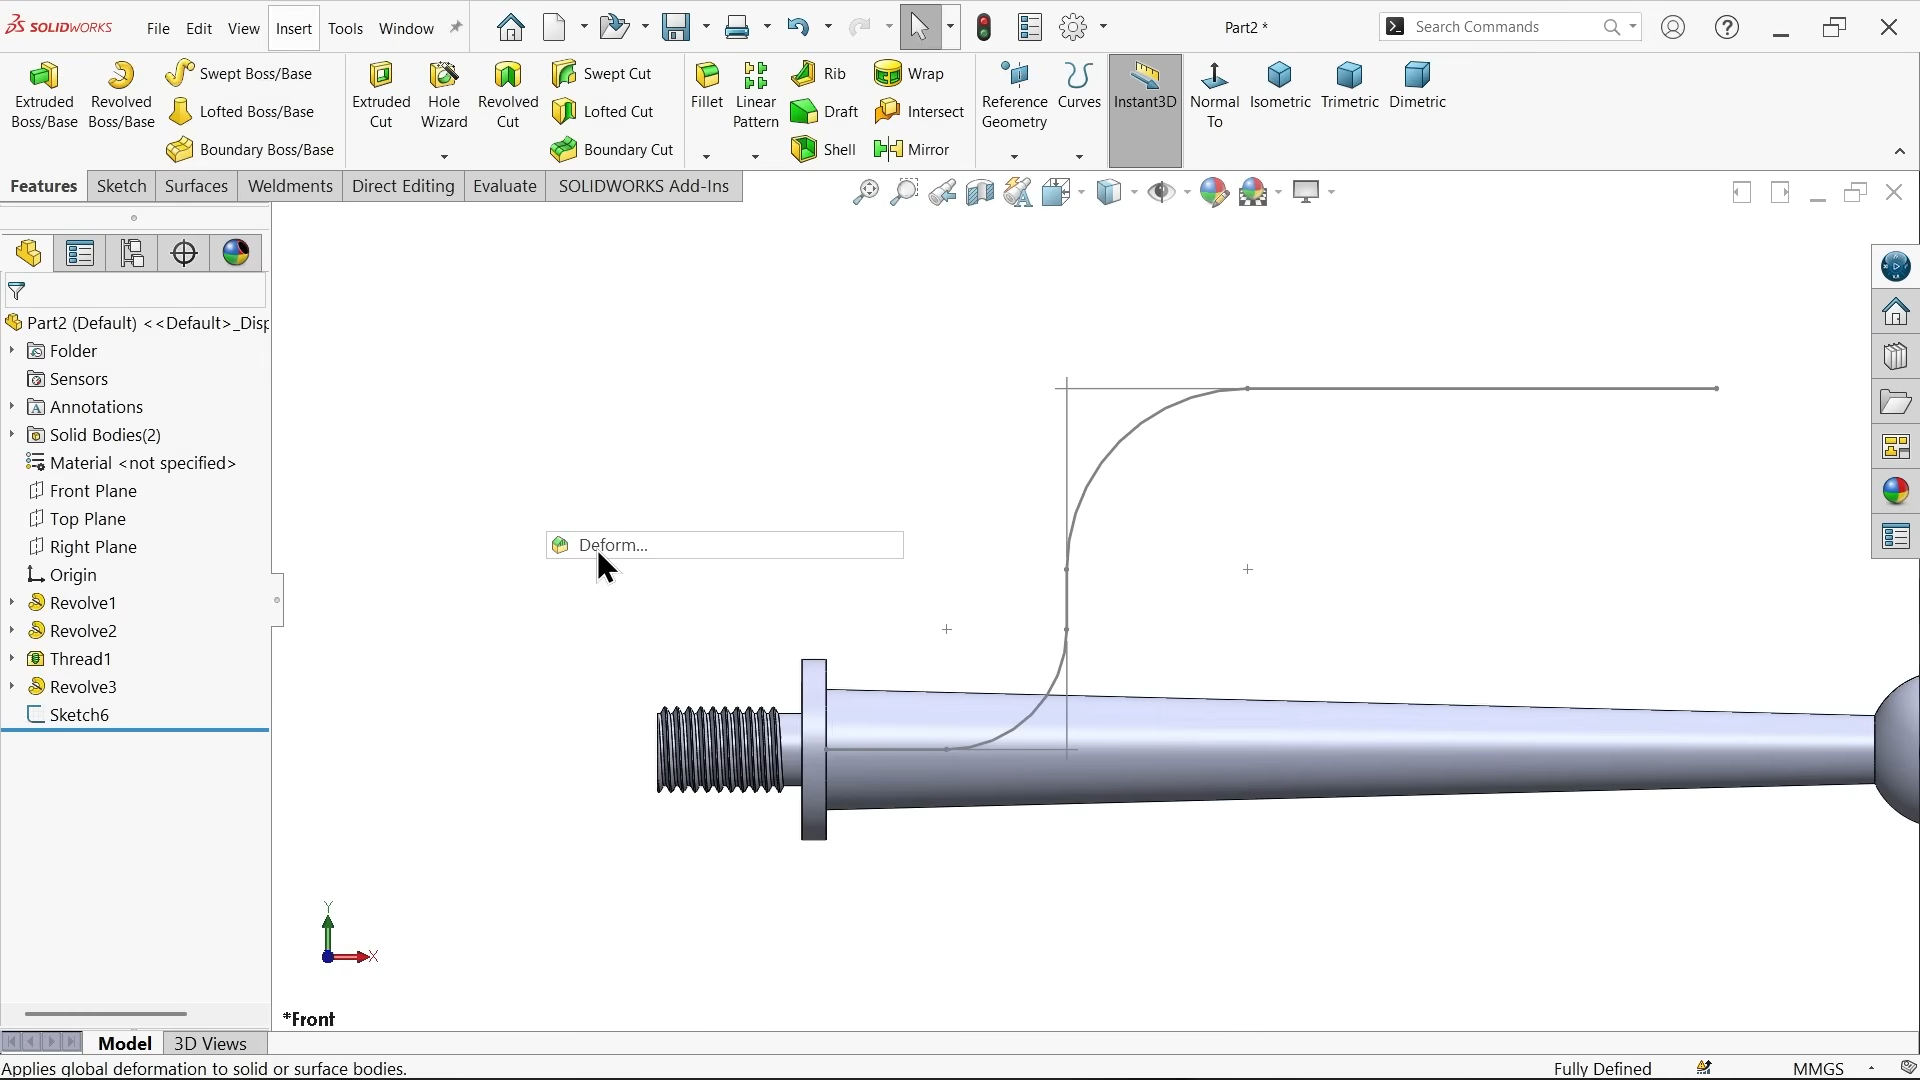 SOLIDWORKS File Edit View Insert Tools Window Part2 * Search Commands
Extruded Boss/Base
Revolved Boss/Base
Swept Boss/Base
Lofted Boss/Base
Boundary Boss/Base
Extruded Cut
Hole Wizard
Revolved Cut
Swept Cut
Lofted Cut
Boundary Cut
Fillet
Linear Pattern
Rib
Draft
Shell
Wrap
Intersect
Mirror
Reference Geometry
Curves
Instant3D
Normal To
Isometric
Trimetric
Dimetric
Features Sketch Surfaces Weldments Direct Editing Evaluate SOLIDWORKS Add-Ins
Part2 (Default) <<Default>_Disp
Folder
Sensors
Annotations
Solid Bodies(2)
Material <not specified>
Front Plane
Top Plane
Right Plane
Origin
Revolve1
Revolve2
Thread1
Revolve3
Sketch6
Deform...
Y
X
*Front
Model 3D Views
Applies global deformation to solid or surface bodies. Fully Defined MMGS